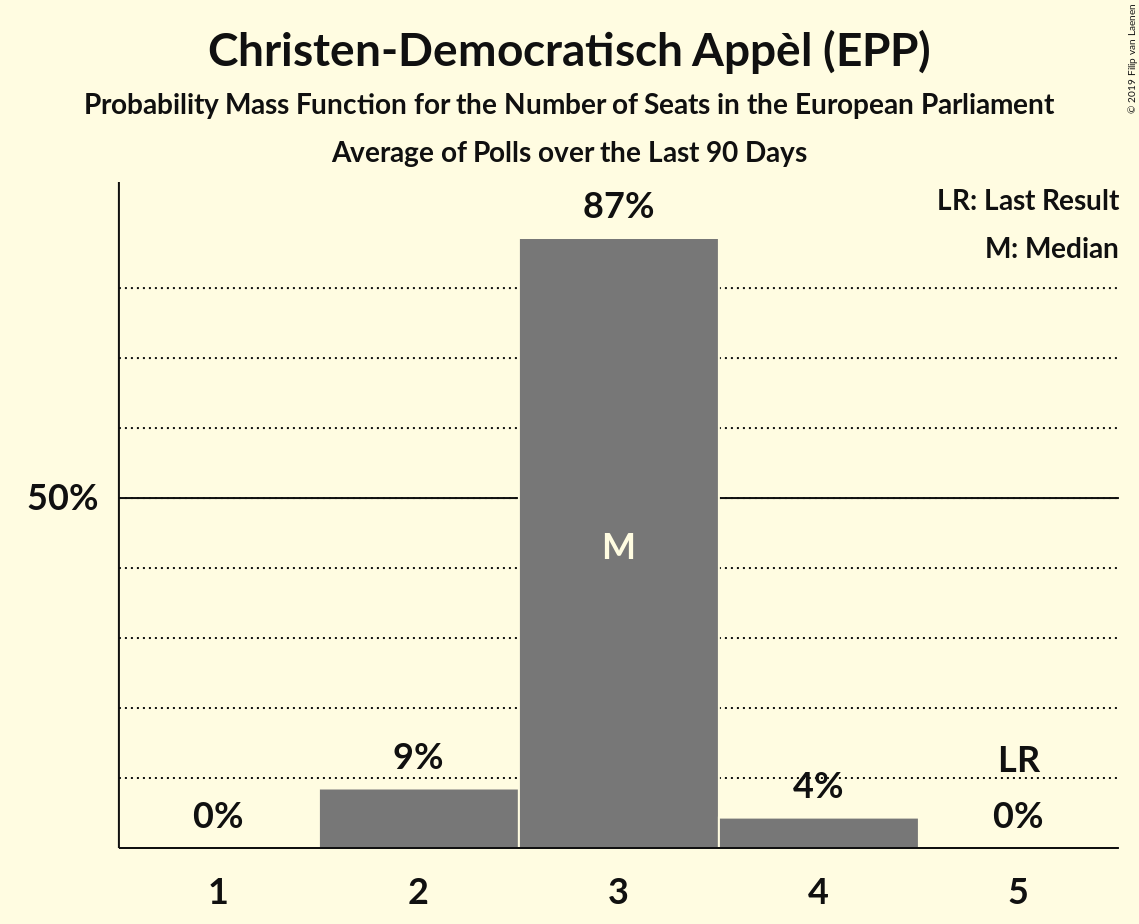 Christen-Democratisch Appèl (EPP)
Probability Mass Function for the Number of Seats in the European Parliament
Average of Polls over the Last 90 Days
© 2019 Filip van Laenen
LR: Last Result
M: Median
87%
50%
M
9%
LR
4%
0%
0%
1 2 3 4 5